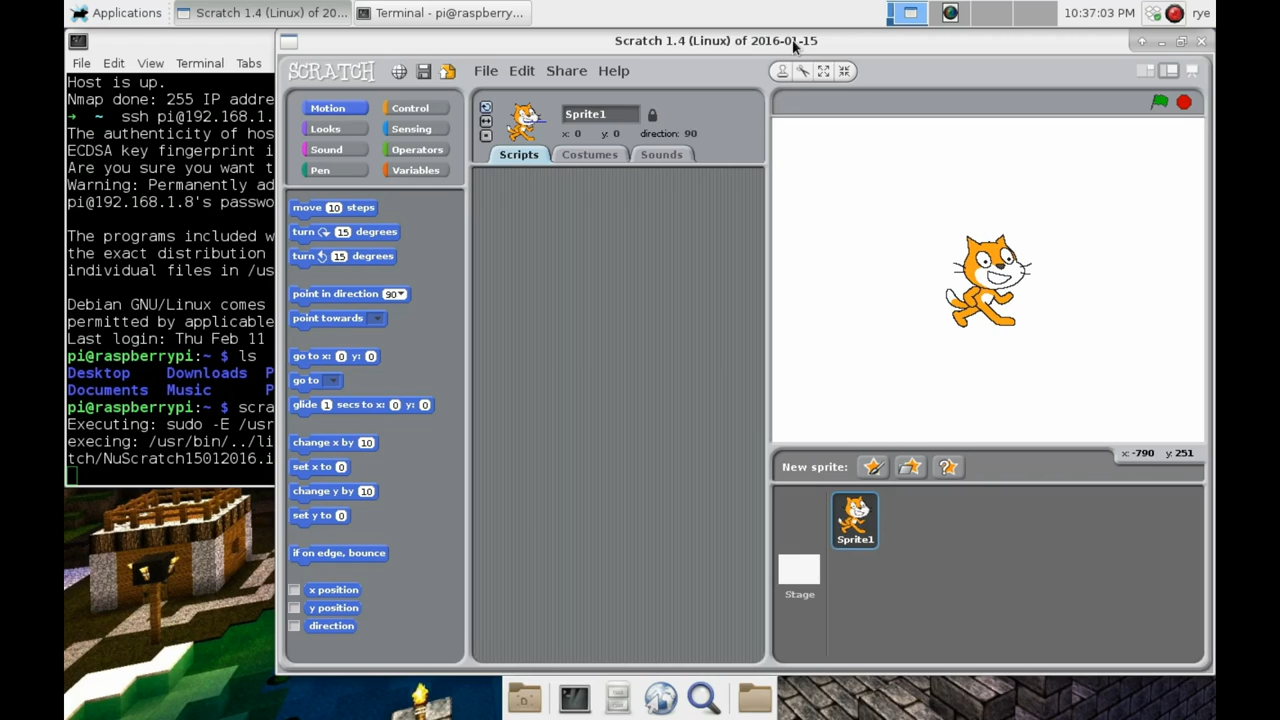 Applications
Scratch 1.4 (Linux) of 20...
Terminal - pi@raspberry...
10:37:03 PM
rye
File Edit View Terminal Tabs
Host is up.
Nmap done: 255 IP addre
→ ~ ssh pi@192.168.1.
The authenticity of hos
ECDSA key fingerprint i
Are you sure you want t
Warning: Permanently ad
pi@192.168.1.8's passwo
The programs included w
the exact distribution
individual files in /us
Debian GNU/Linux comes
permitted by applicable
Last login: Thu Feb 11
pi@raspberrypi:~ $ ls
Desktop Downloads P
Documents Music P
pi@raspberrypi:~ $ scra
Executing: sudo -E /usr
execing: /usr/bin/../li
tch/NuScratch15012016.i
Scratch 1.4 (Linux) of 2016-01-15
SCRATCH
File Edit Share Help
Motion Control
Looks Sensing
Sound Operators
Pen Variables
move 10 steps
turn 15 degrees
turn 15 degrees
point in direction 90
point towards
go to x: 0 y: 0
go to
glide 1 secs to x: 0 y: 0
change x by 10
set x to 0
change y by 10
set y to 0
if on edge, bounce
x position
y position
direction
Sprite1
x: 0 y: 0 direction: 90
Scripts Costumes Sounds
x: -790 y: 251
New sprite:
Sprite1
Stage